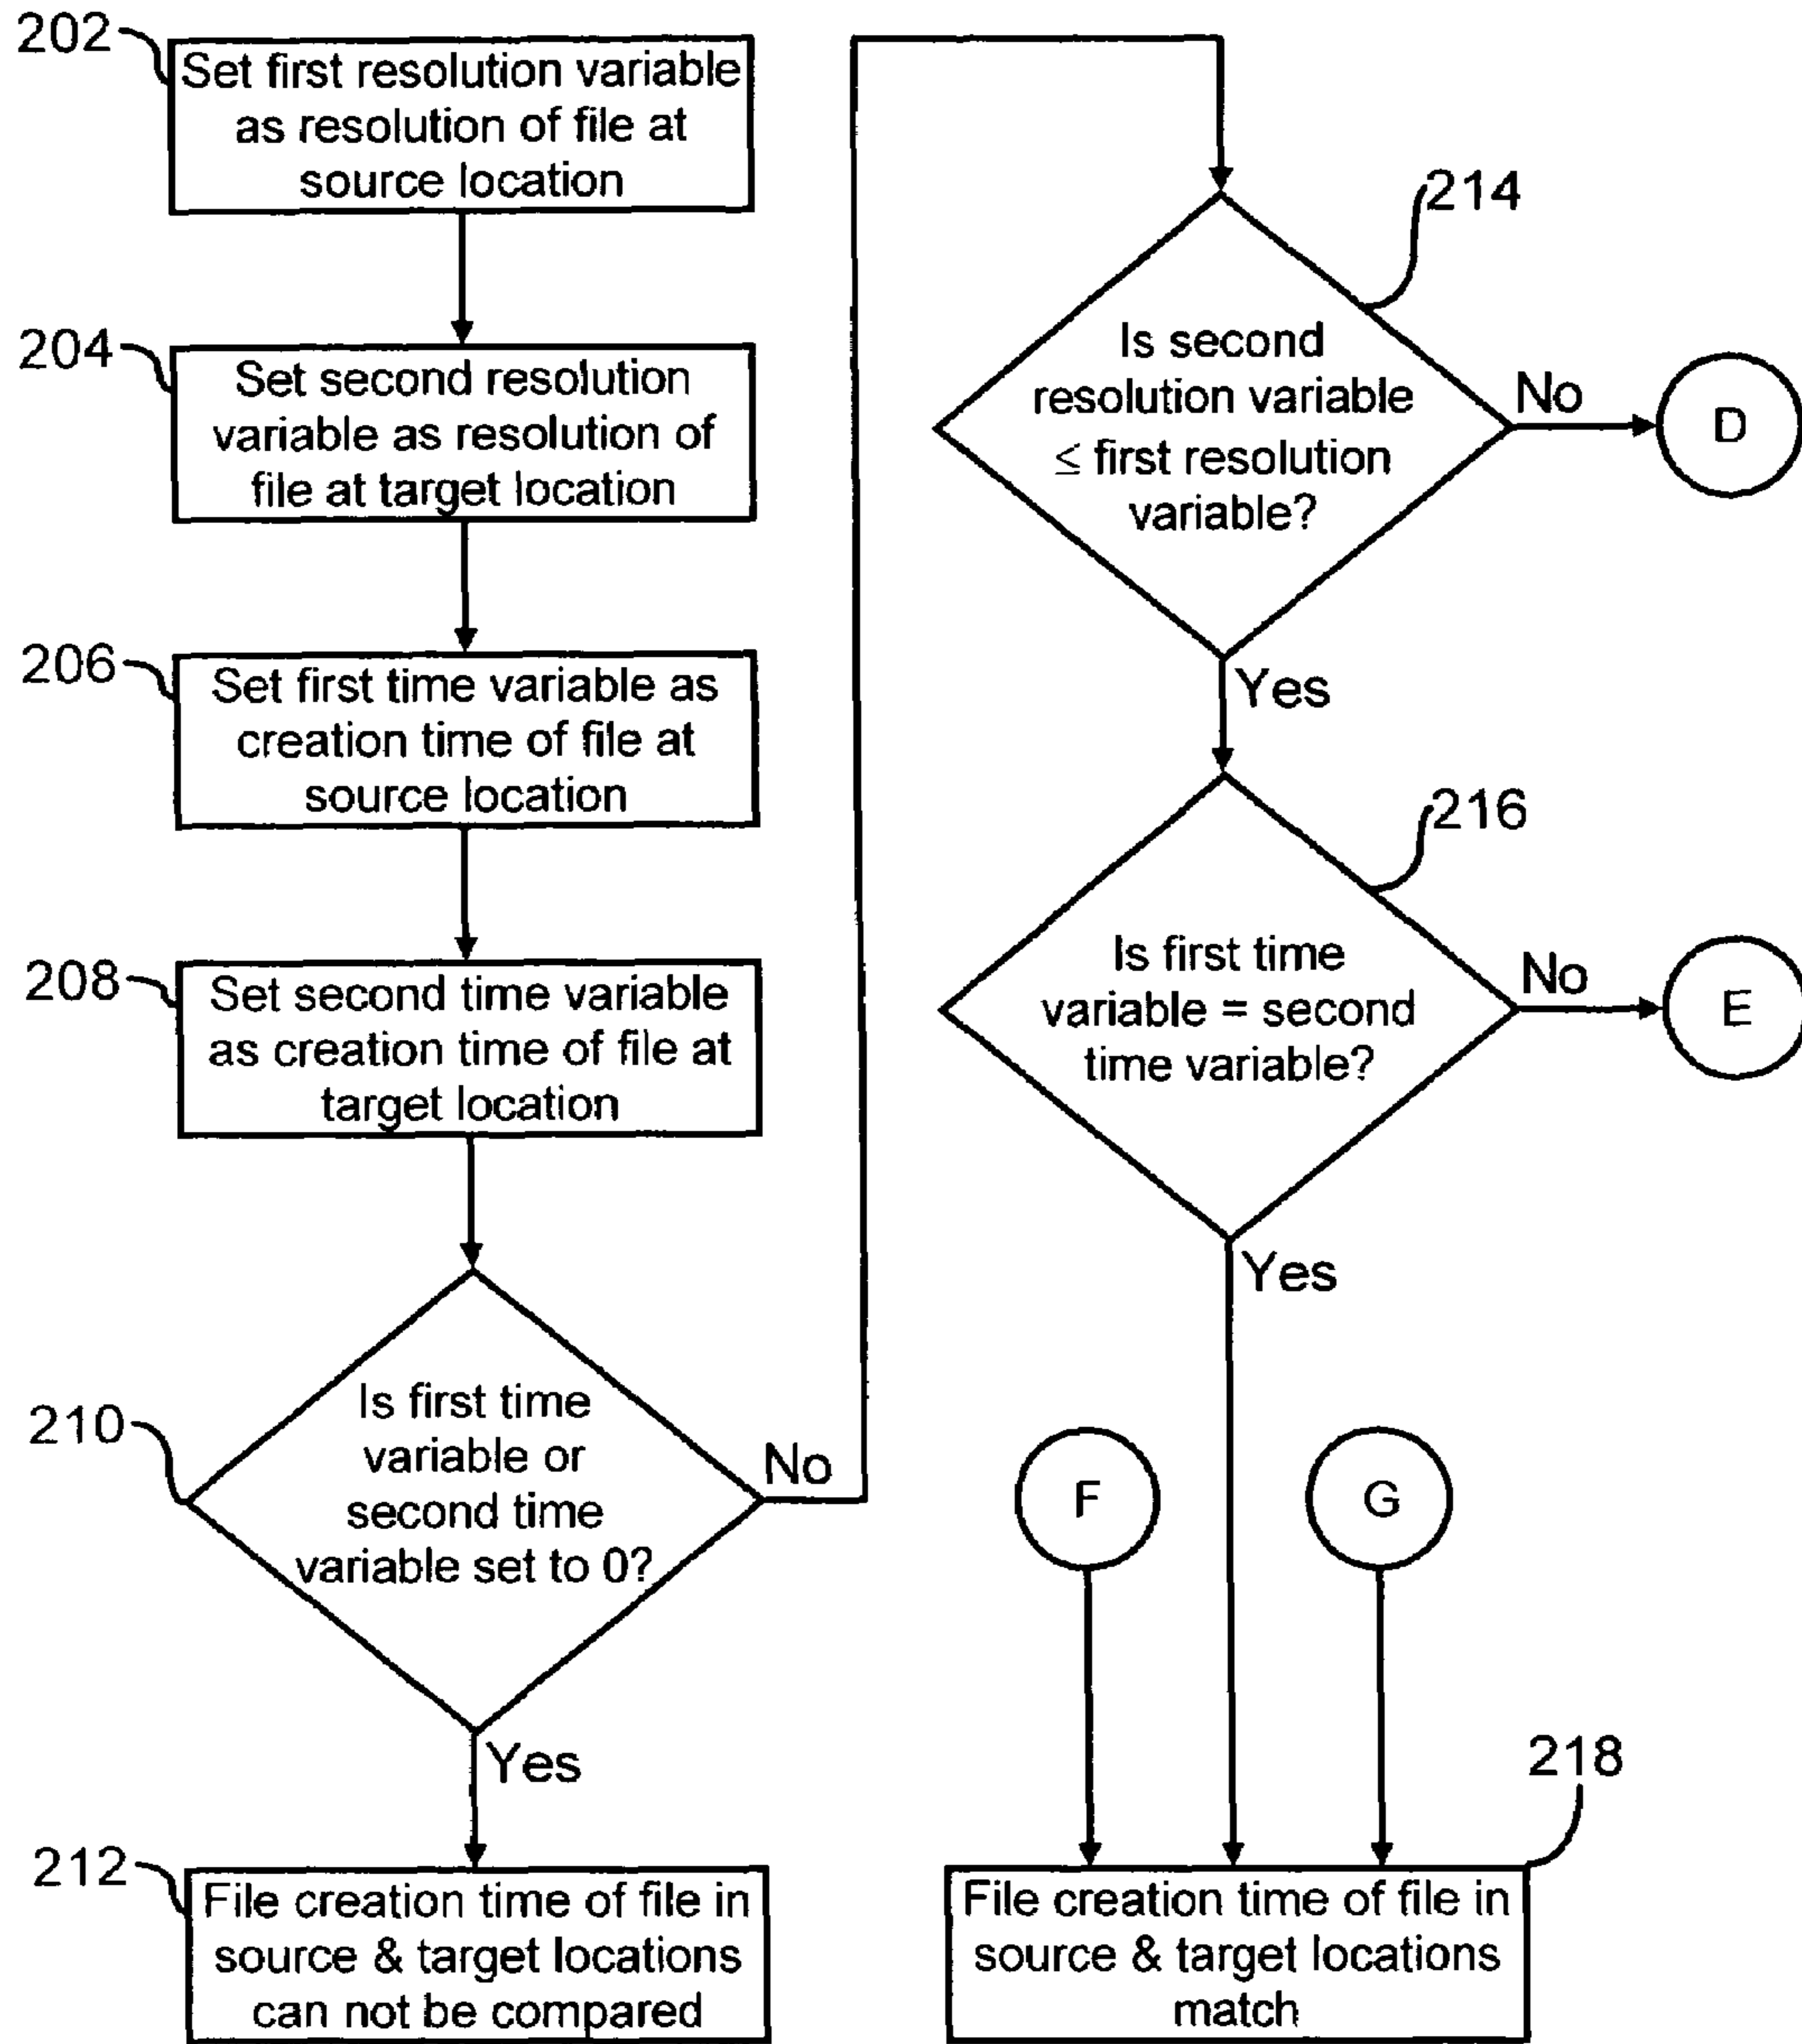 202
Set first resolution variable
as resolution of file at
source location
204
Set second resolution
variable as resolution of
file at target location
206
Set first time variable as
creation time of file at
source location
208
Set second time variable
as creation time of file at
target location
210
Is first time
variable or
second time
variable set to 0?
No
Yes
212
File creation time of file in
source & target locations
can not be compared
214
Is second
resolution variable
≤ first resolution
variable?
No
D
Yes
216
Is first time
variable = second
time variable?
No
E
Yes
F
G
218
File creation time of file in
source & target locations
match